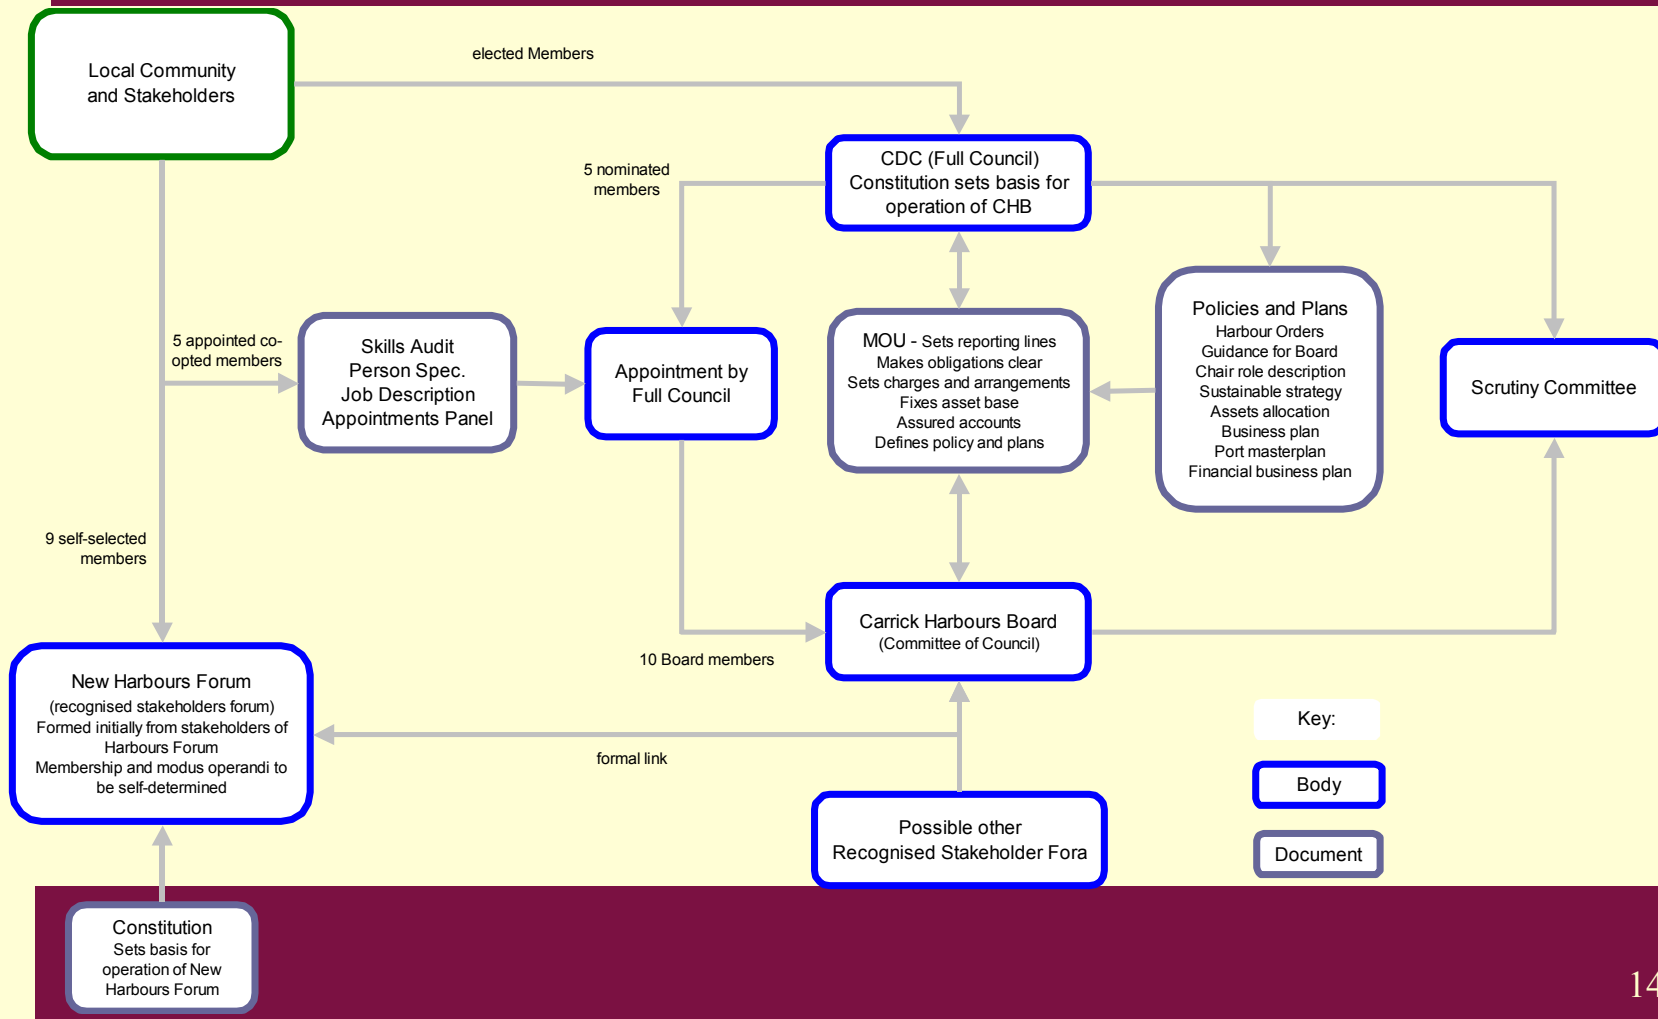 Local Community
and Stakeholders
elected Members
CDC (Full Council)
Constitution sets basis for
operation of CHB
5 nominated
members
5 appointed co-
opted members
Skills Audit
Person Spec.
Job Description
Appointments Panel
Appointment by
Full Council
MOU - Sets reporting lines
Makes obligations clear
Sets charges and arrangements
Fixes asset base
Assured accounts
Defines policy and plans
Policies and Plans
Harbour Orders
Guidance for Board
Chair role description
Sustainable strategy
Assets allocation
Business plan
Port masterplan
Financial business plan
Scrutiny Committee
9 self-selected
members
10 Board members
Carrick Harbours Board
(Committee of Council)
New Harbours Forum
(recognised stakeholders forum)
Formed initially from stakeholders of
Harbours Forum
Membership and modus operandi to
be self-determined
formal link
Possible other
Recognised Stakeholder Fora
Key:
Body
Document
Constitution
Sets basis for
operation of New
Harbours Forum
14